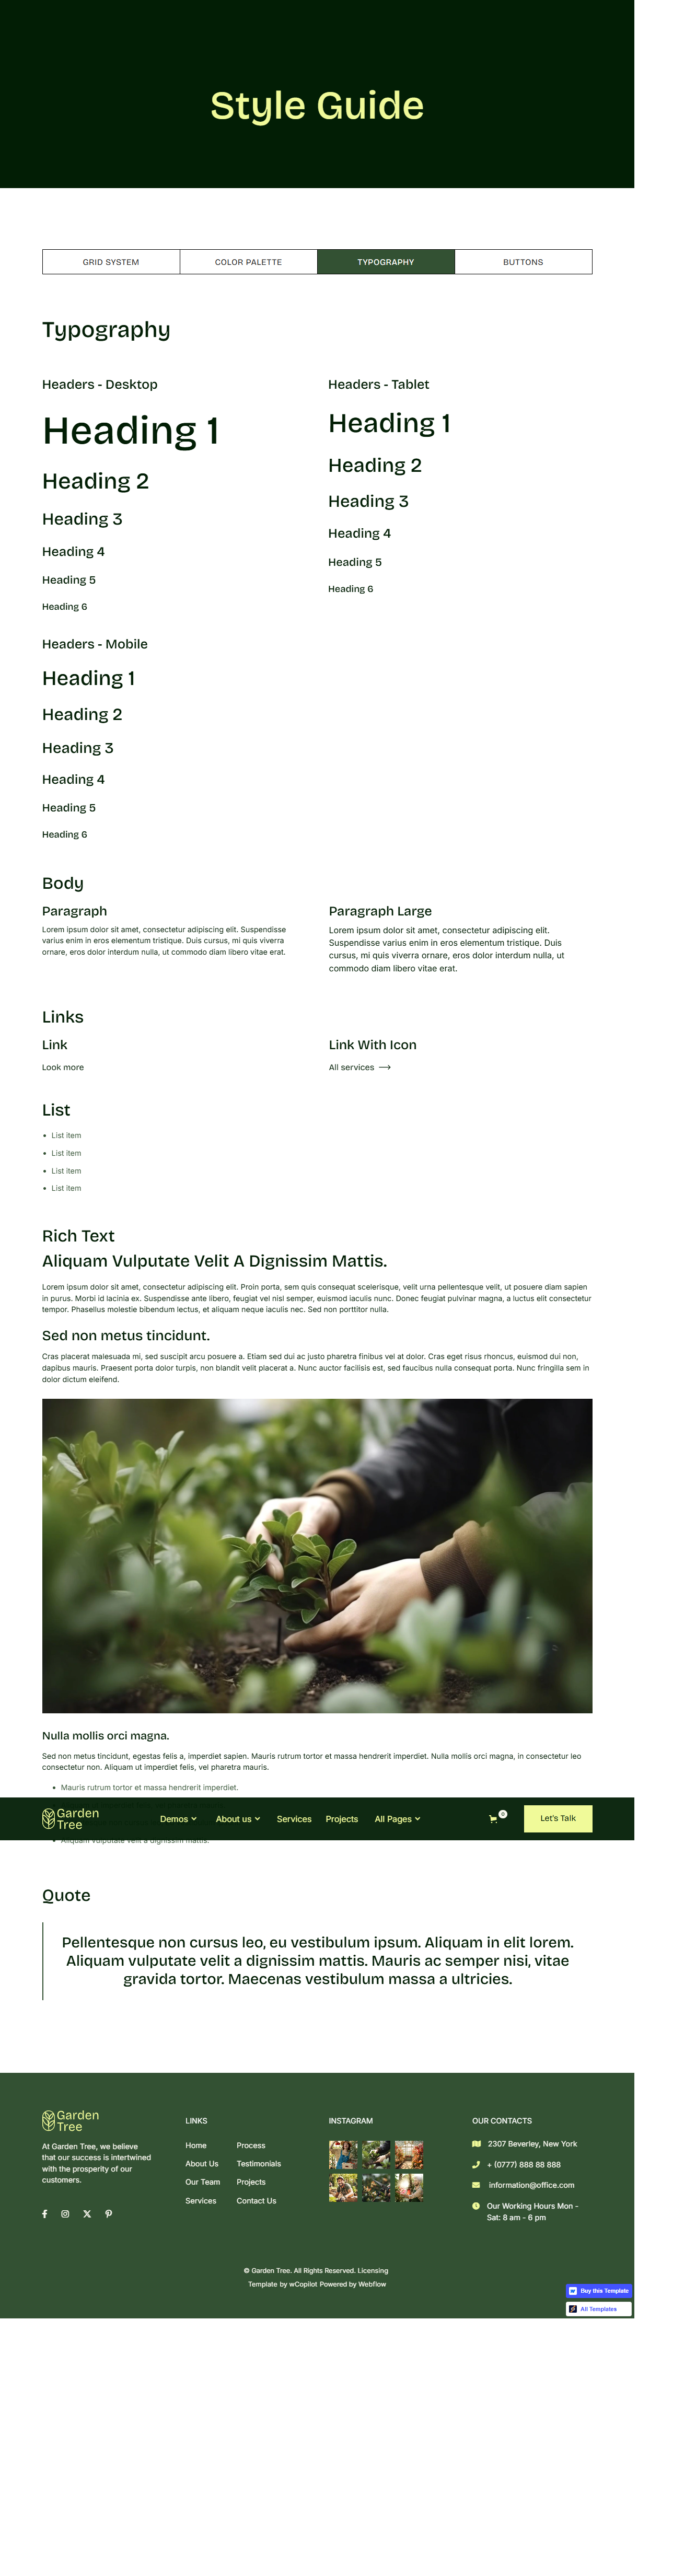 Style Guide
GRID SYSTEM
COLOR PALETTE
TYPOGRAPHY
BUTTONS
Typography
Headers - Desktop
Heading 1
Heading 2
Heading 3
Heading 4
Heading 5
Heading 6
Headers - Tablet
Heading 1
Heading 2
Heading 3
Heading 4
Heading 5
Heading 6
Headers - Mobile
Heading 1
Heading 2
Heading 3
Heading 4
Heading 5
Heading 6
Body
Paragraph
Lorem ipsum dolor sit amet, consectetur adipiscing elit. Suspendisse
varius enim in eros elementum tristique. Duis cursus, mi quis viverra
ornare, eros dolor interdum nulla, ut commodo diam libero vitae erat.
Paragraph Large
Lorem ipsum dolor sit amet, consectetur adipiscing elit.
Suspendisse varius enim in eros elementum tristique. Duis
cursus, mi quis viverra ornare, eros dolor interdum nulla, ut
commodo diam libero vitae erat.
Links
Link
Look more
Link With Icon
All services
List
List item
List item
List item
List item
Rich Text
Aliquam Vulputate Velit A Dignissim Mattis.
Lorem ipsum dolor sit amet, consectetur adipiscing elit. Proin porta, sem quis consequat scelerisque, velit urna pellentesque velit, ut posuere diam sapien
in purus. Morbi id lacinia ex. Suspendisse ante libero, feugiat vel nisl semper, euismod iaculis nunc. Donec feugiat pulvinar magna, a luctus elit consectetur
tempor. Phasellus molestie bibendum lectus, et aliquam neque iaculis nec. Sed non porttitor nulla.
Sed non metus tincidunt.
Cras placerat malesuada mi, sed suscipit arcu posuere a. Etiam sed dui ac justo pharetra finibus vel at dolor. Cras eget risus rhoncus, euismod dui non,
dapibus mauris. Praesent porta dolor turpis, non blandit velit placerat a. Nunc auctor facilisis est, sed faucibus nulla consequat porta. Nunc fringilla sem in
dolor dictum eleifend.
Nulla mollis orci magna.
Sed non metus tincidunt, egestas felis a, imperdiet sapien. Mauris rutrum tortor et massa hendrerit imperdiet. Nulla mollis orci magna, in consectetur leo
consectetur non. Aliquam ut imperdiet felis, vel pharetra mauris.
Mauris rutrum tortor et massa hendrerit imperdiet.
Garden
Tree
Demos
About us
Services
Projects
All Pages
0
Let's Talk
Aliquam vulputate velit a dignissim mattis.
Quote
Pellentesque non cursus leo, eu vestibulum ipsum. Aliquam in elit lorem.
Aliquam vulputate velit a dignissim mattis. Mauris ac semper nisi, vitae
gravida tortor. Maecenas vestibulum massa a ultricies.
Garden
Tree
At Garden Tree, we believe
that our success is intertwined
with the prosperity of our
customers.
LINKS
Home
About Us
Our Team
Services
Process
Testimonials
Projects
Contact Us
INSTAGRAM
OUR CONTACTS
2307 Beverley, New York
+ (0777) 888 88 888
information@office.com
Our Working Hours Mon -
Sat: 8 am - 6 pm
© Garden Tree. All Rights Reserved. Licensing
Template by wCopilot Powered by Webflow
Buy this Template
All Templates